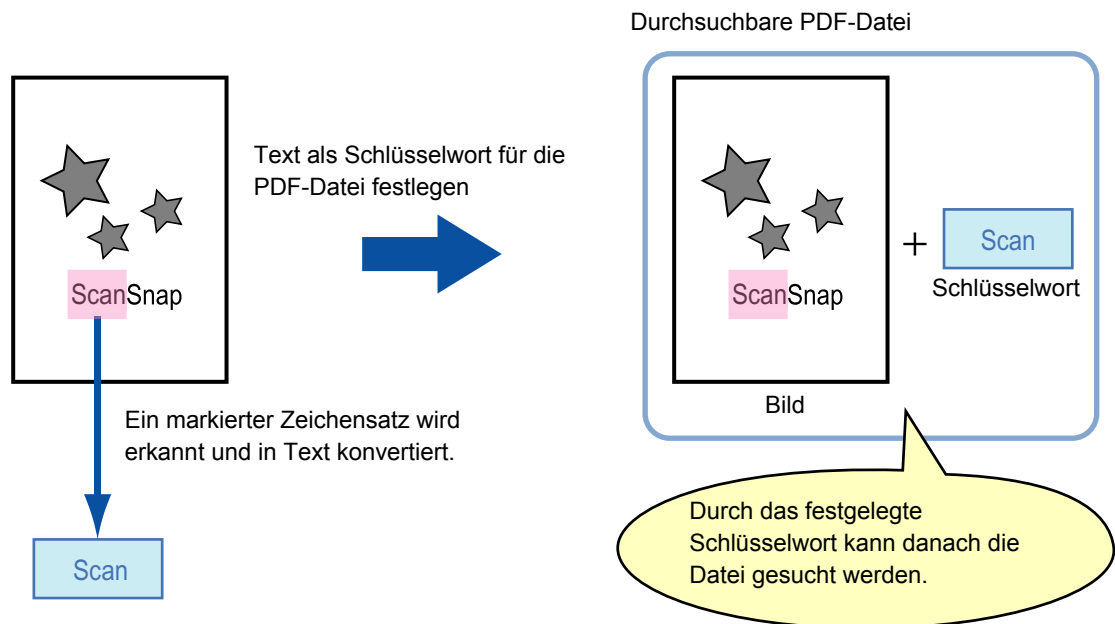 Durchsuchbare PDF-Datei
Text als Schlüsselwort für die
PDF-Datei festlegen
ScanSnap
Ein markierter Zeichensatz wird
erkannt und in Text konvertiert.
Scan
ScanSnap
Bild
+
Scan
Schlüsselwort
Durch das festgelegte
Schlüsselwort kann danach die
Datei gesucht werden.